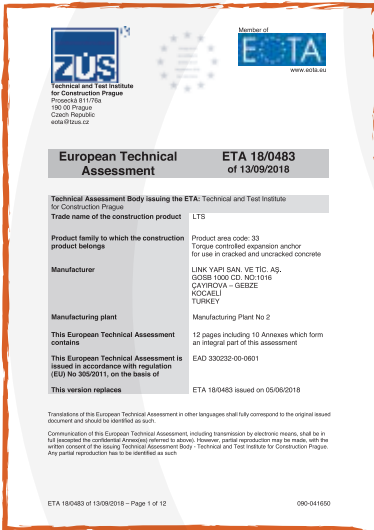 Member of
ZÚS
EOTA
www.eota.eu
Technical and Test Institute
for Construction Prague
Prosecká 811/76a
190 00 Prague
Czech Republic
eota@tzus.cz
European Technical
Assessment
ETA 18/0483
of 13/09/2018
Technical Assessment Body issuing the ETA: Technical and Test Institute
for Construction Prague
Trade name of the construction product
LTS
Product family to which the construction
product belongs
Product area code: 33
Torque controlled expansion anchor
for use in cracked and uncracked concrete
Manufacturer
LINK YAPI SAN. VE TİC. AŞ.
GOSB 1000 CD. NO:1016
ÇAYIROVA – GEBZE
KOCAELİ
TURKEY
Manufacturing plant
Manufacturing Plant No 2
This European Technical Assessment
contains
12 pages including 10 Annexes which form
an integral part of this assessment
This European Technical Assessment is
issued in accordance with regulation
(EU) No 305/2011, on the basis of
EAD 330232-00-0601
This version replaces
ETA 18/0483 issued on 05/06/2018
Translations of this European Technical Assessment in other languages shall fully correspond to the original issued
document and should be identified as such.
Communication of this European Technical Assessment, including transmission by electronic means, shall be in
full (excepted the confidential Annex(es) referred to above). However, partial reproduction may be made, with the
written consent of the issuing Technical Assessment Body - Technical and Test Institute for Construction Prague.
Any partial reproduction has to be identified as such
ETA 18/0483 of 13/09/2018 – Page 1 of 12
090-041650